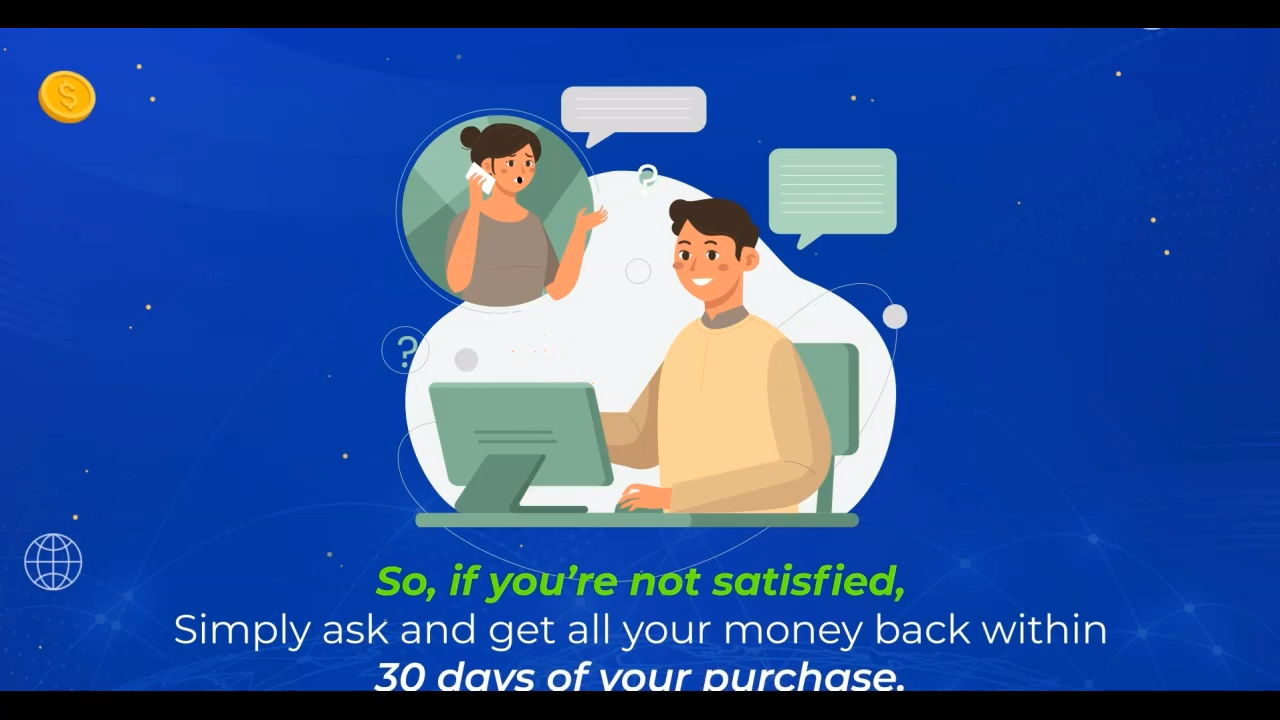 So, if you're not satisfied,
Simply ask and get all your money back within
30 days of your purchase.